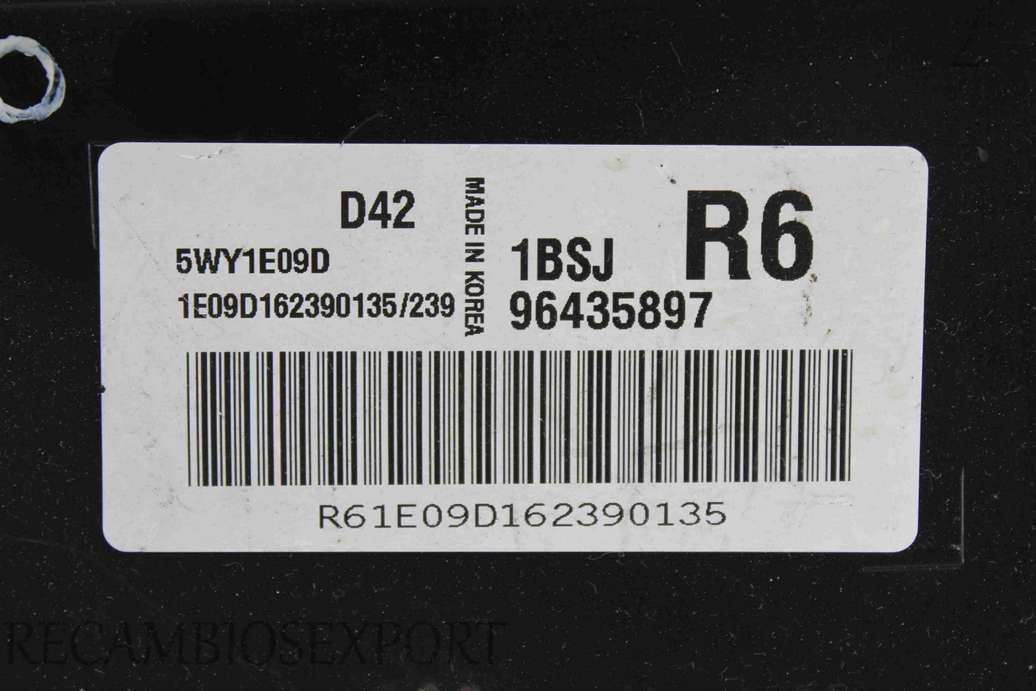 D42
5WY1E09D
1E09D162390135/239
MADE IN KOREA
R6
1BSJ
96435897
R61E09D162390135
RECAMBIOSEXPORT